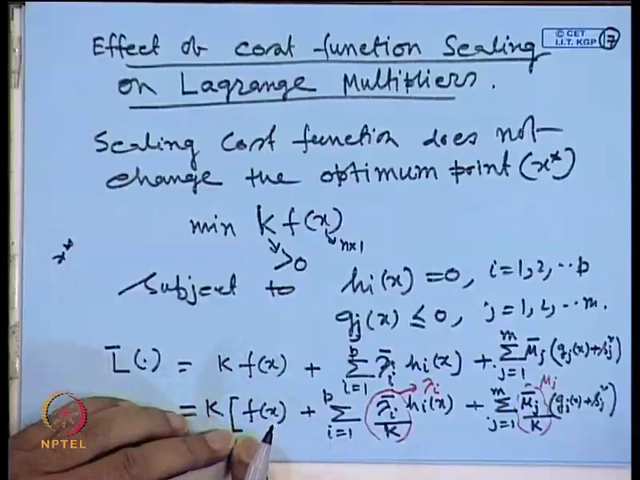 Effect of cost function Scaling
© CET
I.I.T. KGP
17
on Lagrange Multipliers.
Scaling cost function does not
change the optimum point (x*)
min K f(x)
n×1
>0
x*
Subject to hi(x) = 0, i = 1, 2, ·· p
gj(x) ≤ 0, j = 1, 2, ··· m.
L̄(·) = K f(x) + Σ_{i=1}^{p} λ̄i hi(x) + Σ_{j=1}^{m} μ̄j (gj(x) + sj²)
= K [ f(x) + Σ_{i=1}^{p} λ̄i/K hi(x) + Σ_{j=1}^{m} μ̄j/K (gj(x) + sj²)
λi μj
NPTEL